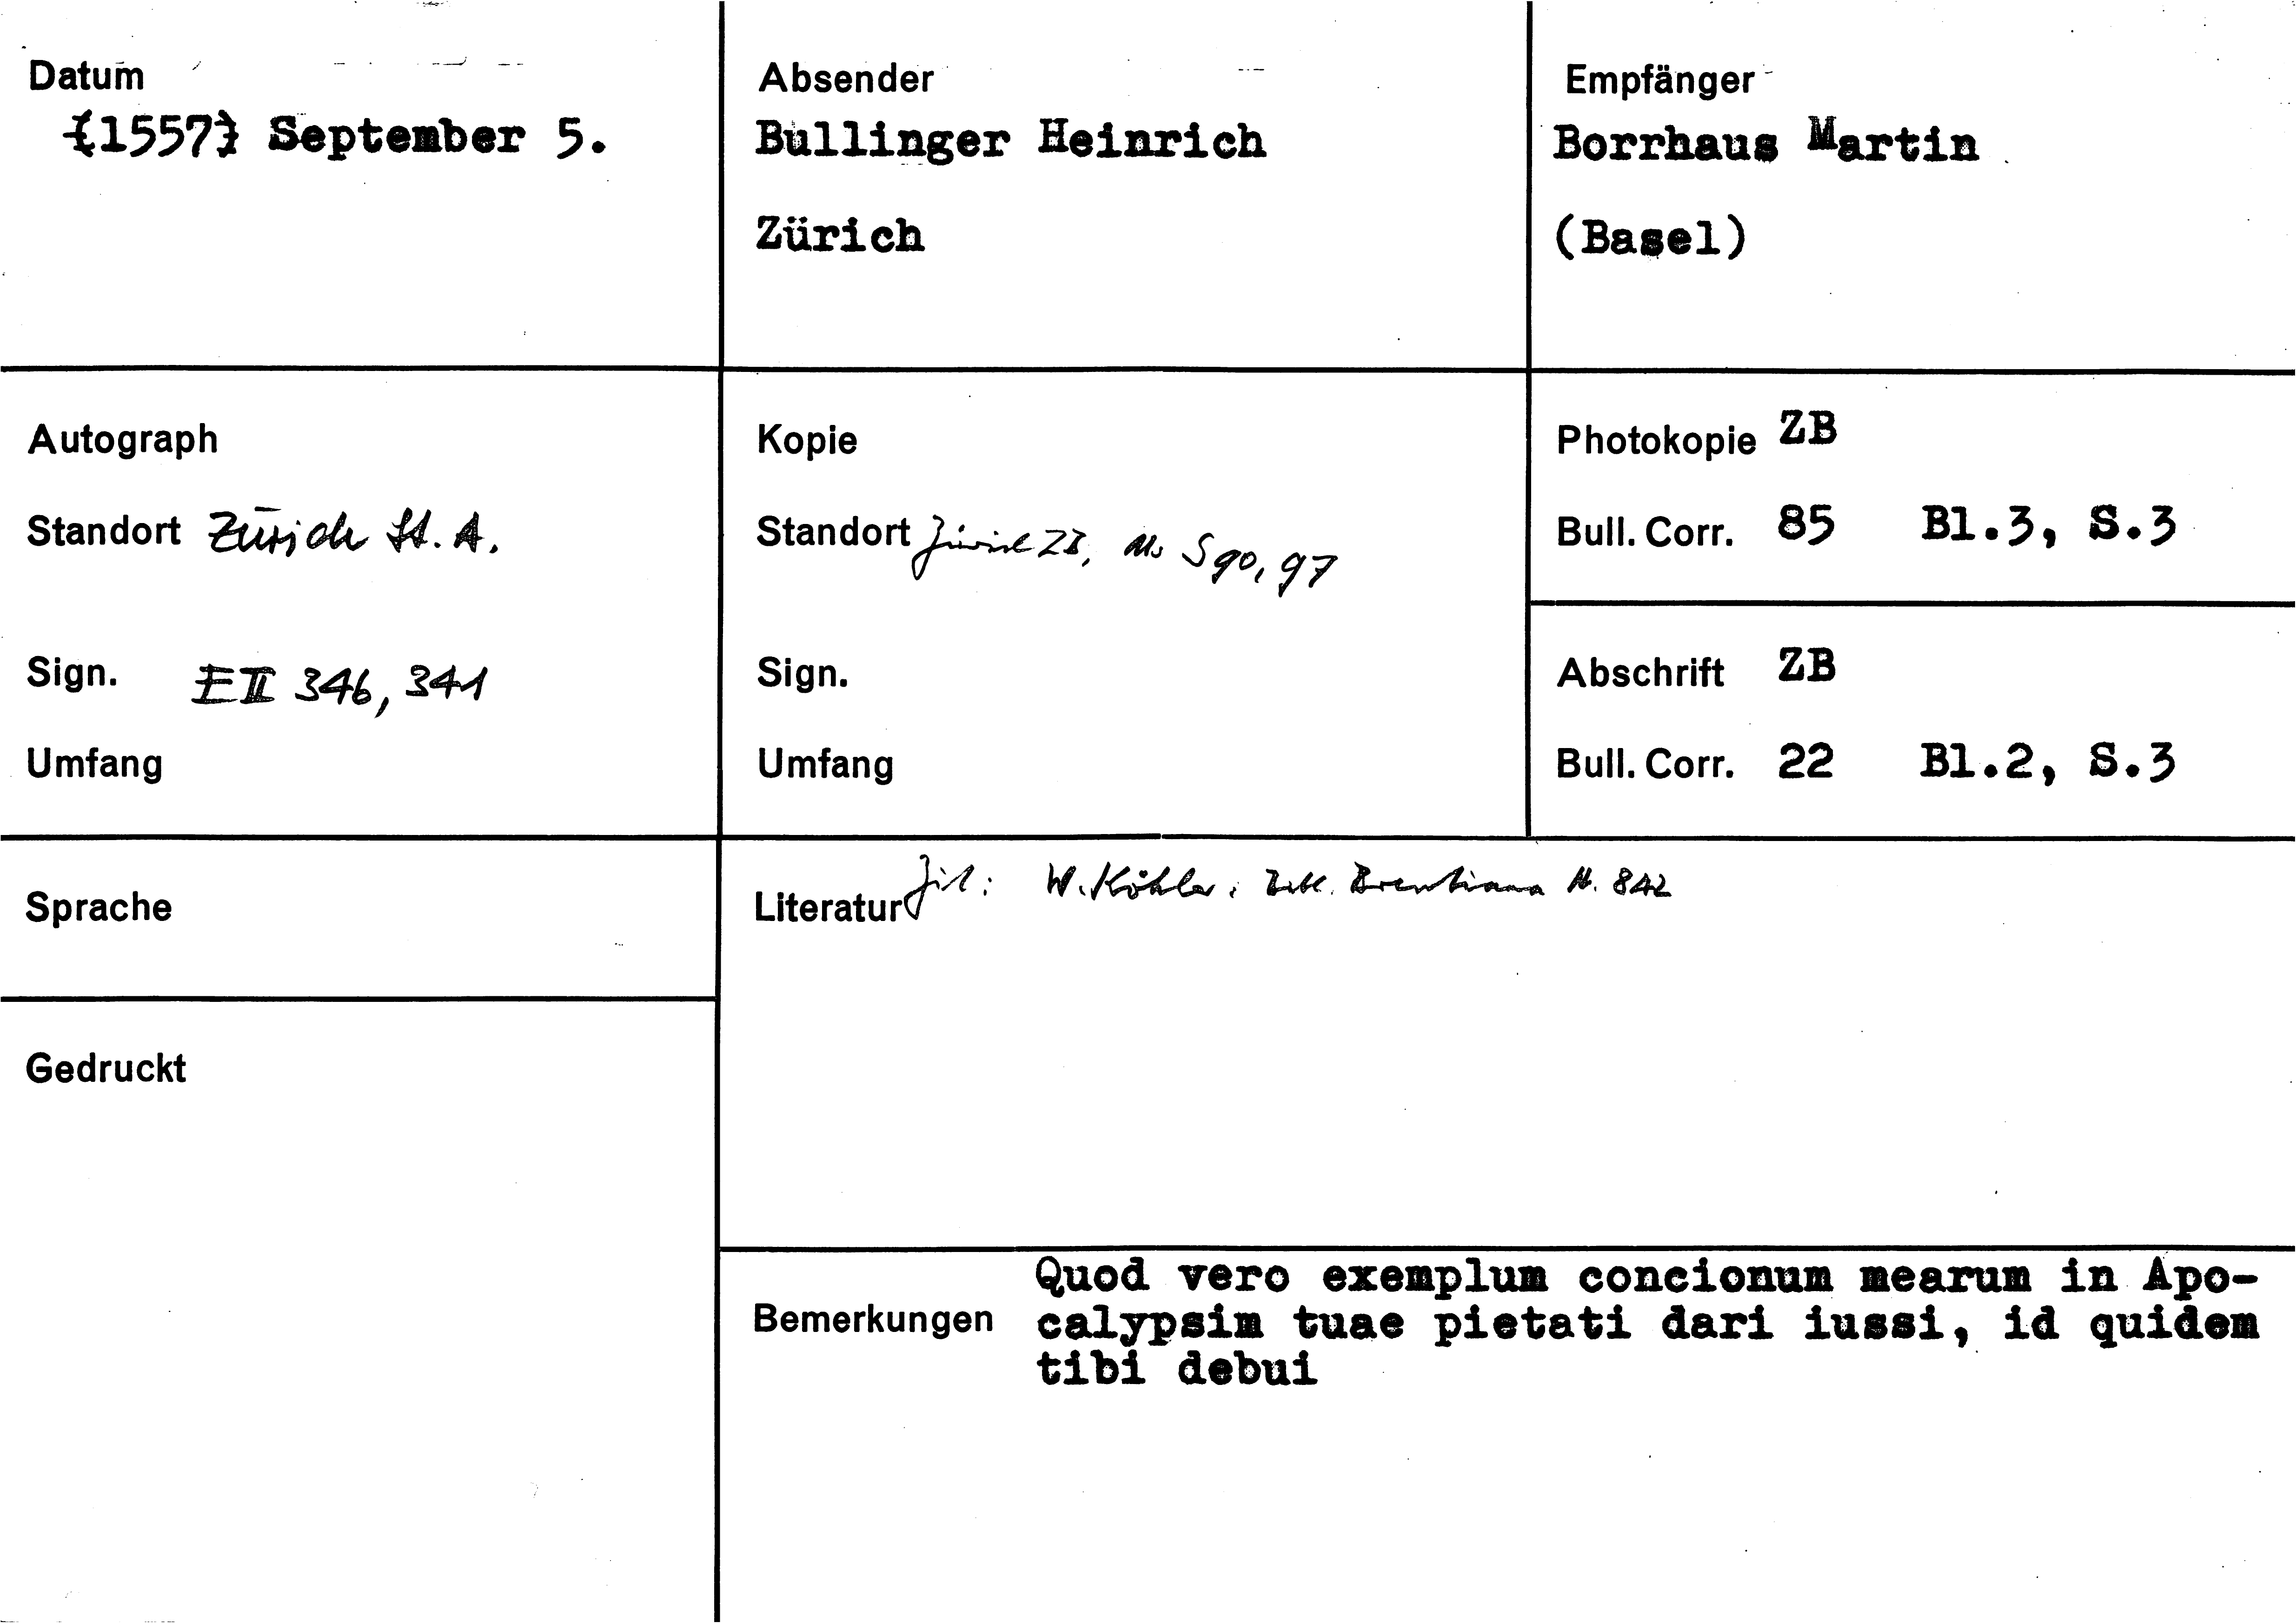 Datum
[1557] September 5.
Absender
Bullinger Heinrich
Zürich
Empfänger
Borrhaus Martin
(Basel)
Autograph
Standort Zürich St. A.
Sign. E II 346, 341
Umfang
Kopie
Standort Zürich ZB, Ms S 90, 97
Sign.
Umfang
Photokopie ZB
Bull. Corr. 85 Bl.3, S.3
Abschrift ZB
Bull. Corr. 22 Bl.2, S.3
Sprache
Gedruckt
Literatur Zit: W. Köhler, Bibl. Brentiana N. 842
Bemerkungen
Quod vero exemplum concionum mearum in Apo-
calypsim tuae pietati dari iussi, id quidem
tibi debui